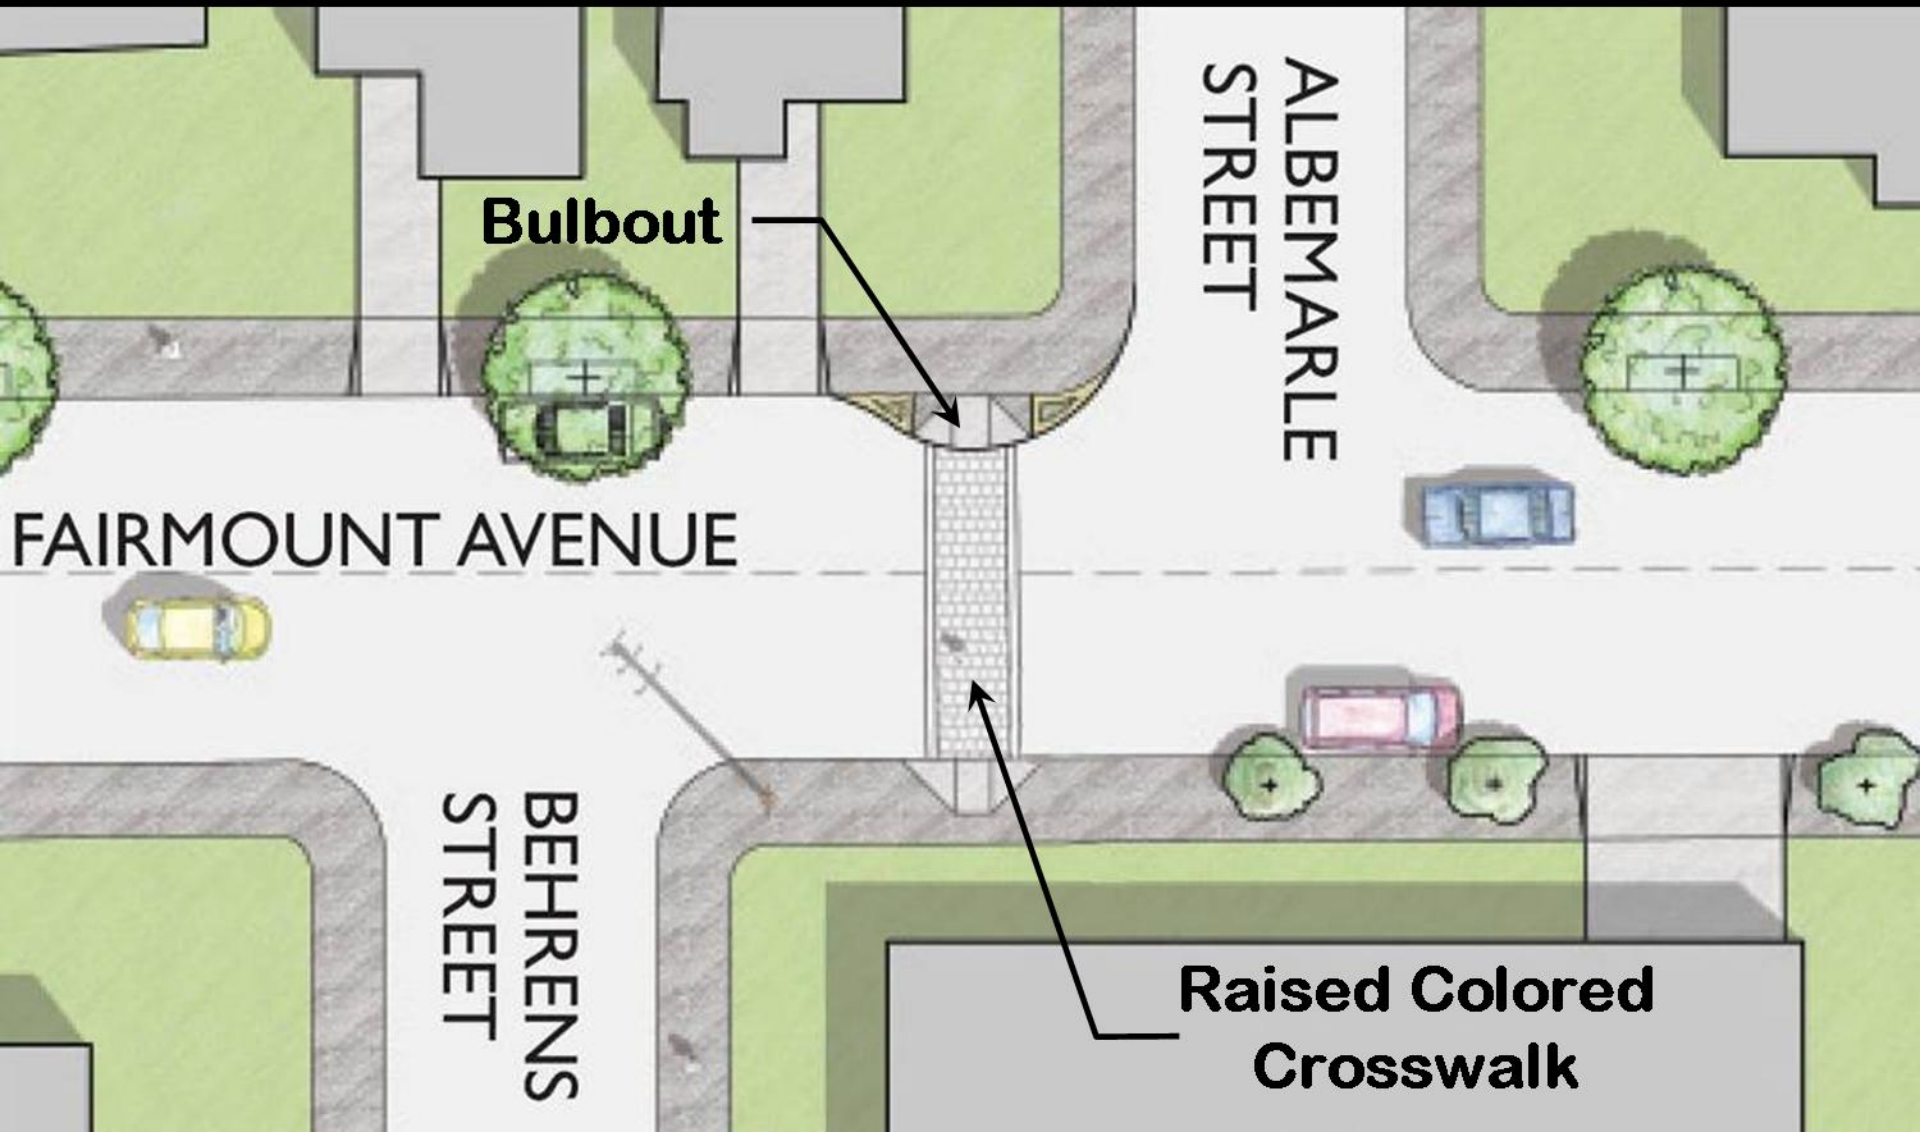 ALBEMARLE
STREET
Bulbout
FAIRMOUNT AVENUE
BEHRENS
STREET
Raised Colored
Crosswalk